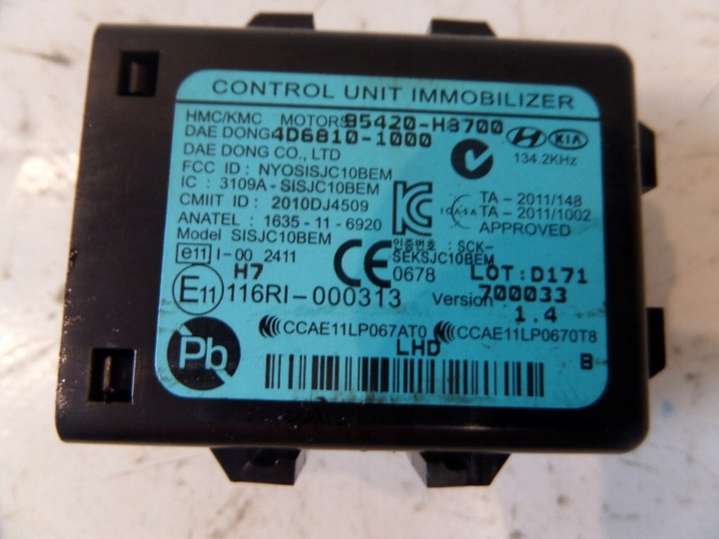 CONTROL UNIT IMMOBILIZER
HMC/KMC MOTORS 95420-H8700
DAE DONG 4D6810-1000
DAE DONG CO., LTD
KIA
134.2KHz
FCC ID : NYOSISJC10BEM
IC : 3109A - SISJC10BEM
CMIIT ID : 2010DJ4509
ANATEL : 1635 - 11 - 6920
Model SISJC10BEM
ICASA
TA - 2011/148
TA - 2011/1002
APPROVED
인증번호 : SCK-
SEKSJC10BEM
e11 I-00 2411
H7
CE 0678
LOT:D171
700033
E11 116RI-000313
Version 1.4
CCAE11LP067AT0
CCAE11LP0670T8
Pb
LHD
B